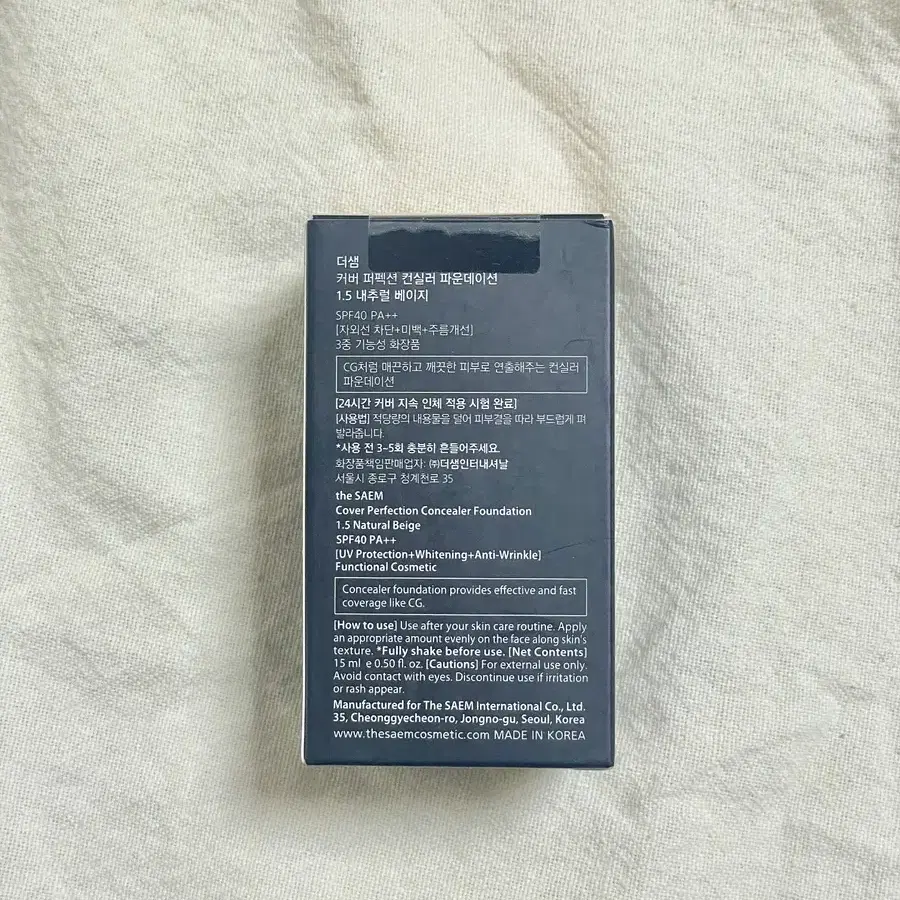 더샘
커버 퍼펙션 컨실러 파운데이션
1.5 내추럴 베이지
SPF40 PA++
[자외선 차단+미백+주름개선]
3중 기능성 화장품
CG처럼 매끈하고 깨끗한 피부로 연출해주는 컨실러
파운데이션
[24시간 커버 지속 인체 적용 시험 완료]
[사용법] 적당량의 내용물을 덜어 피부결을 따라 부드럽게 펴
발라줍니다.
*사용 전 3~5회 충분히 흔들어주세요.
화장품책임판매업자: ㈜더샘인터내셔날
서울시 종로구 청계천로 35
the SAEM
Cover Perfection Concealer Foundation
1.5 Natural Beige
SPF40 PA++
[UV Protection+Whitening+Anti-Wrinkle]
Functional Cosmetic
Concealer foundation provides effective and fast
coverage like CG.
[How to use] Use after your skin care routine. Apply
an appropriate amount evenly on the face along skin's
texture. *Fully shake before use. [Net Contents]
15 ml e 0.50 fl. oz. [Cautions] For external use only.
Avoid contact with eyes. Discontinue use if irritation
or rash appear.
Manufactured for The SAEM International Co., Ltd.
35, Cheonggyecheon-ro, Jongno-gu, Seoul, Korea
www.thesaemcosmetic.com MADE IN KOREA